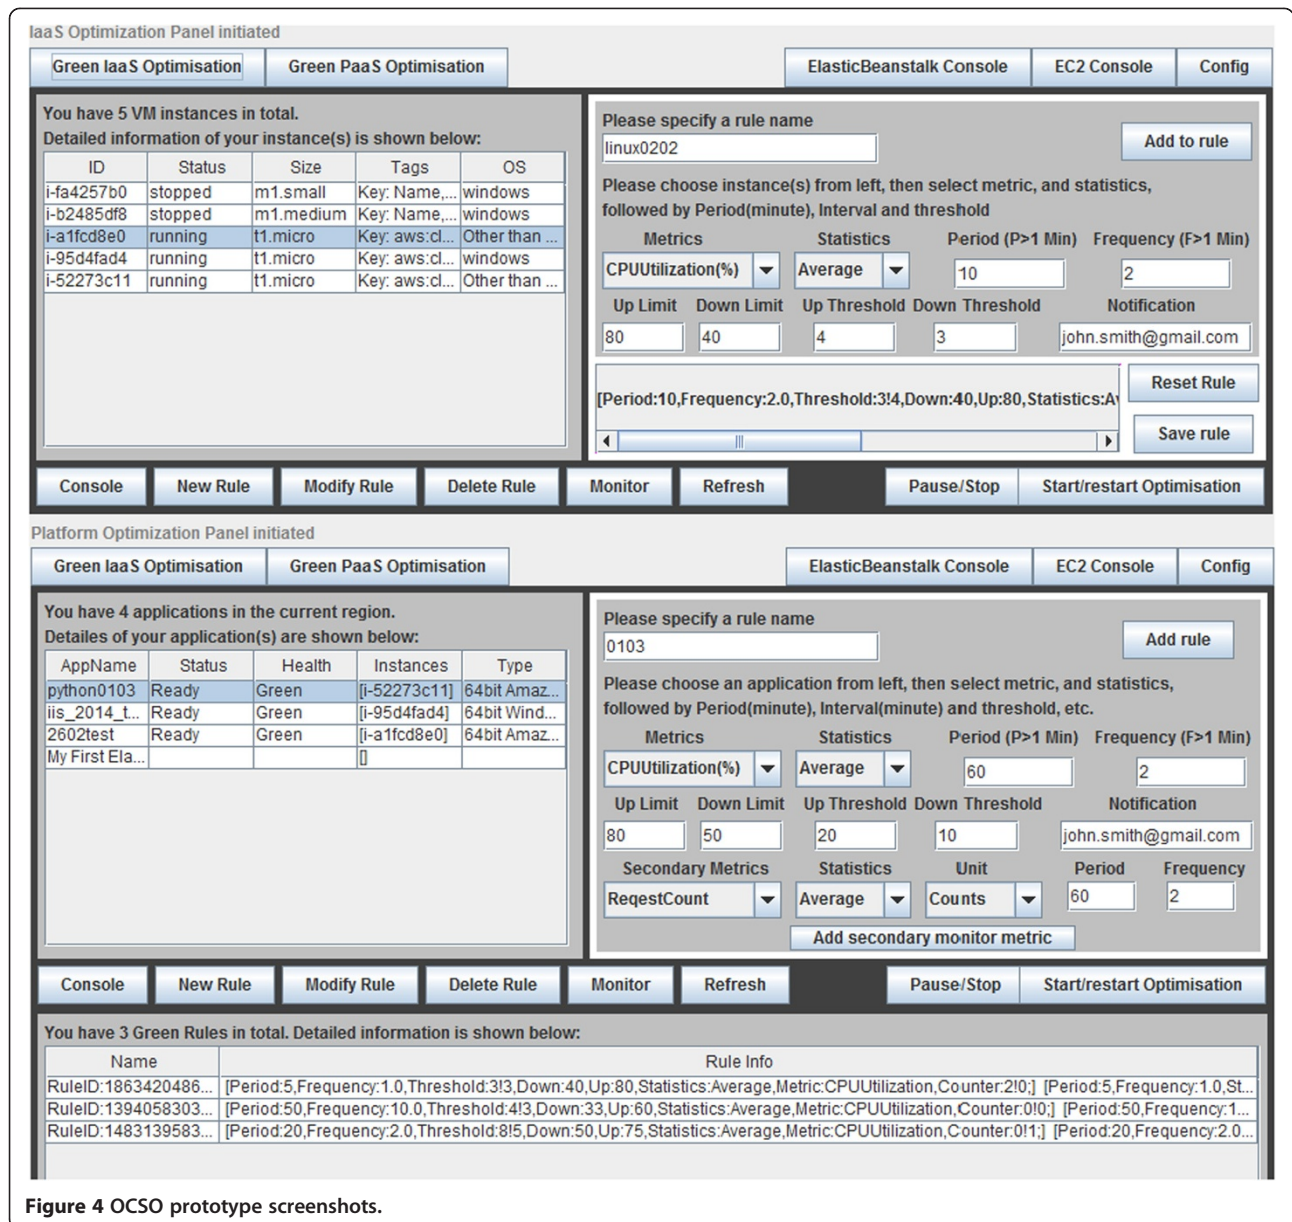 IaaS Optimization Panel initiated
Green IaaS Optimisation Green PaaS Optimisation ElasticBeanstalk Console EC2 Console Config
You have 5 VM instances in total.
Detailed information of your instance(s) is shown below:
ID Status Size Tags OS
i-fa4257b0 stopped m1.small Key: Name,... windows
i-b2485df8 stopped m1.medium Key: Name,... windows
i-a1fcd8e0 running t1.micro Key: aws:cl... Other than ...
i-95d4fad4 running t1.micro Key: aws:cl... windows
i-52273c11 running t1.micro Key: aws:cl... Other than ...
Please specify a rule name
linux0202
Add to rule
Please choose instance(s) from left, then select metric, and statistics,
followed by Period(minute), Interval and threshold
Metrics Statistics Period (P>1 Min) Frequency (F>1 Min)
CPUUtilization(%) Average 10 2
Up Limit Down Limit Up Threshold Down Threshold Notification
80 40 4 3 john.smith@gmail.com
[Period:10,Frequency:2.0,Threshold:3!4,Down:40,Up:80,Statistics:Av
Reset Rule
Save rule
Console New Rule Modify Rule Delete Rule Monitor Refresh Pause/Stop Start/restart Optimisation
Platform Optimization Panel initiated
Green IaaS Optimisation Green PaaS Optimisation ElasticBeanstalk Console EC2 Console Config
You have 4 applications in the current region.
Detailes of your application(s) are shown below:
AppName Status Health Instances Type
python0103 Ready Green [i-52273c11] 64bit Amaz...
iis_2014_t... Ready Green [i-95d4fad4] 64bit Wind...
2602test Ready Green [i-a1fcd8e0] 64bit Amaz...
My First Ela... []
Please specify a rule name
0103
Add rule
Please choose an application from left, then select metric, and statistics,
followed by Period(minute), Interval(minute) and threshold, etc.
Metrics Statistics Period (P>1 Min) Frequency (F>1 Min)
CPUUtilization(%) Average 60 2
Up Limit Down Limit Up Threshold Down Threshold Notification
80 50 20 10 john.smith@gmail.com
Secondary Metrics Statistics Unit Period Frequency
ReqestCount Average Counts 60 2
Add secondary monitor metric
Console New Rule Modify Rule Delete Rule Monitor Refresh Pause/Stop Start/restart Optimisation
You have 3 Green Rules in total. Detailed information is shown below:
Name Rule Info
RuleID:1863420486... [Period:5,Frequency:1.0,Threshold:3!3,Down:40,Up:80,Statistics:Average,Metric:CPUUtilization,Counter:2!0;] [Period:5,Frequency:1.0,St...
RuleID:1394058303... [Period:50,Frequency:10.0,Threshold:4!3,Down:33,Up:60,Statistics:Average,Metric:CPUUtilization,Counter:0!0;] [Period:50,Frequency:1...
RuleID:1483139583... [Period:20,Frequency:2.0,Threshold:8!5,Down:50,Up:75,Statistics:Average,Metric:CPUUtilization,Counter:0!1;] [Period:20,Frequency:2.0...
Figure 4 OCSO prototype screenshots.